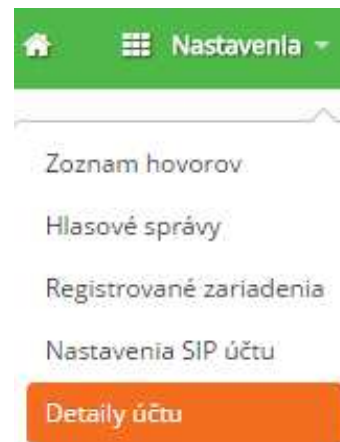 Nastavenia
Zoznam hovorov
Hlasové správy
Registrované zariadenia
Nastavenia SIP účtu
Detaily účtu